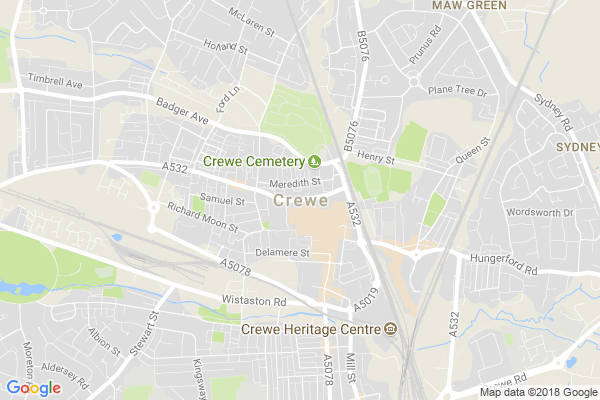 MAW GREEN
McLaren St
Holland St
B5076
Prunus Rd
Timbrell Ave
Ford Ln
Plane Tree Dr
Badger Ave
Sydney Rd
B5076
Queen St
SYDNEY
Henry St
Crewe Cemetery
A532
Meredith St
Samuel St
Crewe
A532
Richard Moon St
Wordsworth Dr
Delamere St
Hungerford Rd
A5078
Wistaston Rd
A5019
A532
Crewe Heritage Centre
Stewart St
Albion St
Moreton Rd
Aldersey Rd
Kingsway
A5078
Mill St
Google
Map data ©2018 Google